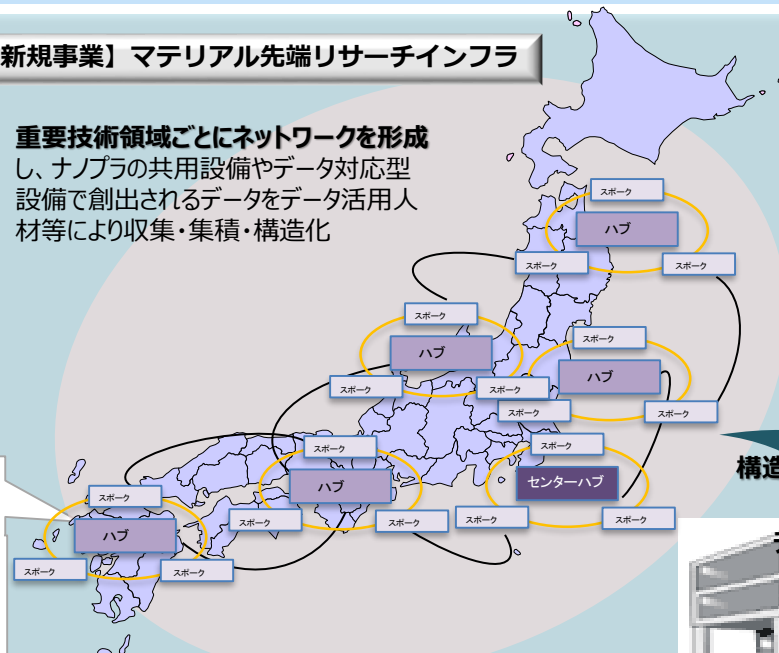 新規事業】マテリアル先端リサーチインフラ
重要技術領域ごとにネットワークを形成
し、ナノプラの共用設備やデータ対応型
設備で創出されるデータをデータ活用人
材等により収集・集積・構造化
スポーク
ハブ
スポーク
スポーク
スポーク
ハブ
スポーク
スポーク
スポーク
ハブ
スポーク
スポーク
スポーク
センターハブ
スポーク
スポーク
スポーク
ハブ
スポーク
スポーク
スポーク
ハブ
スポーク
スポーク
構造